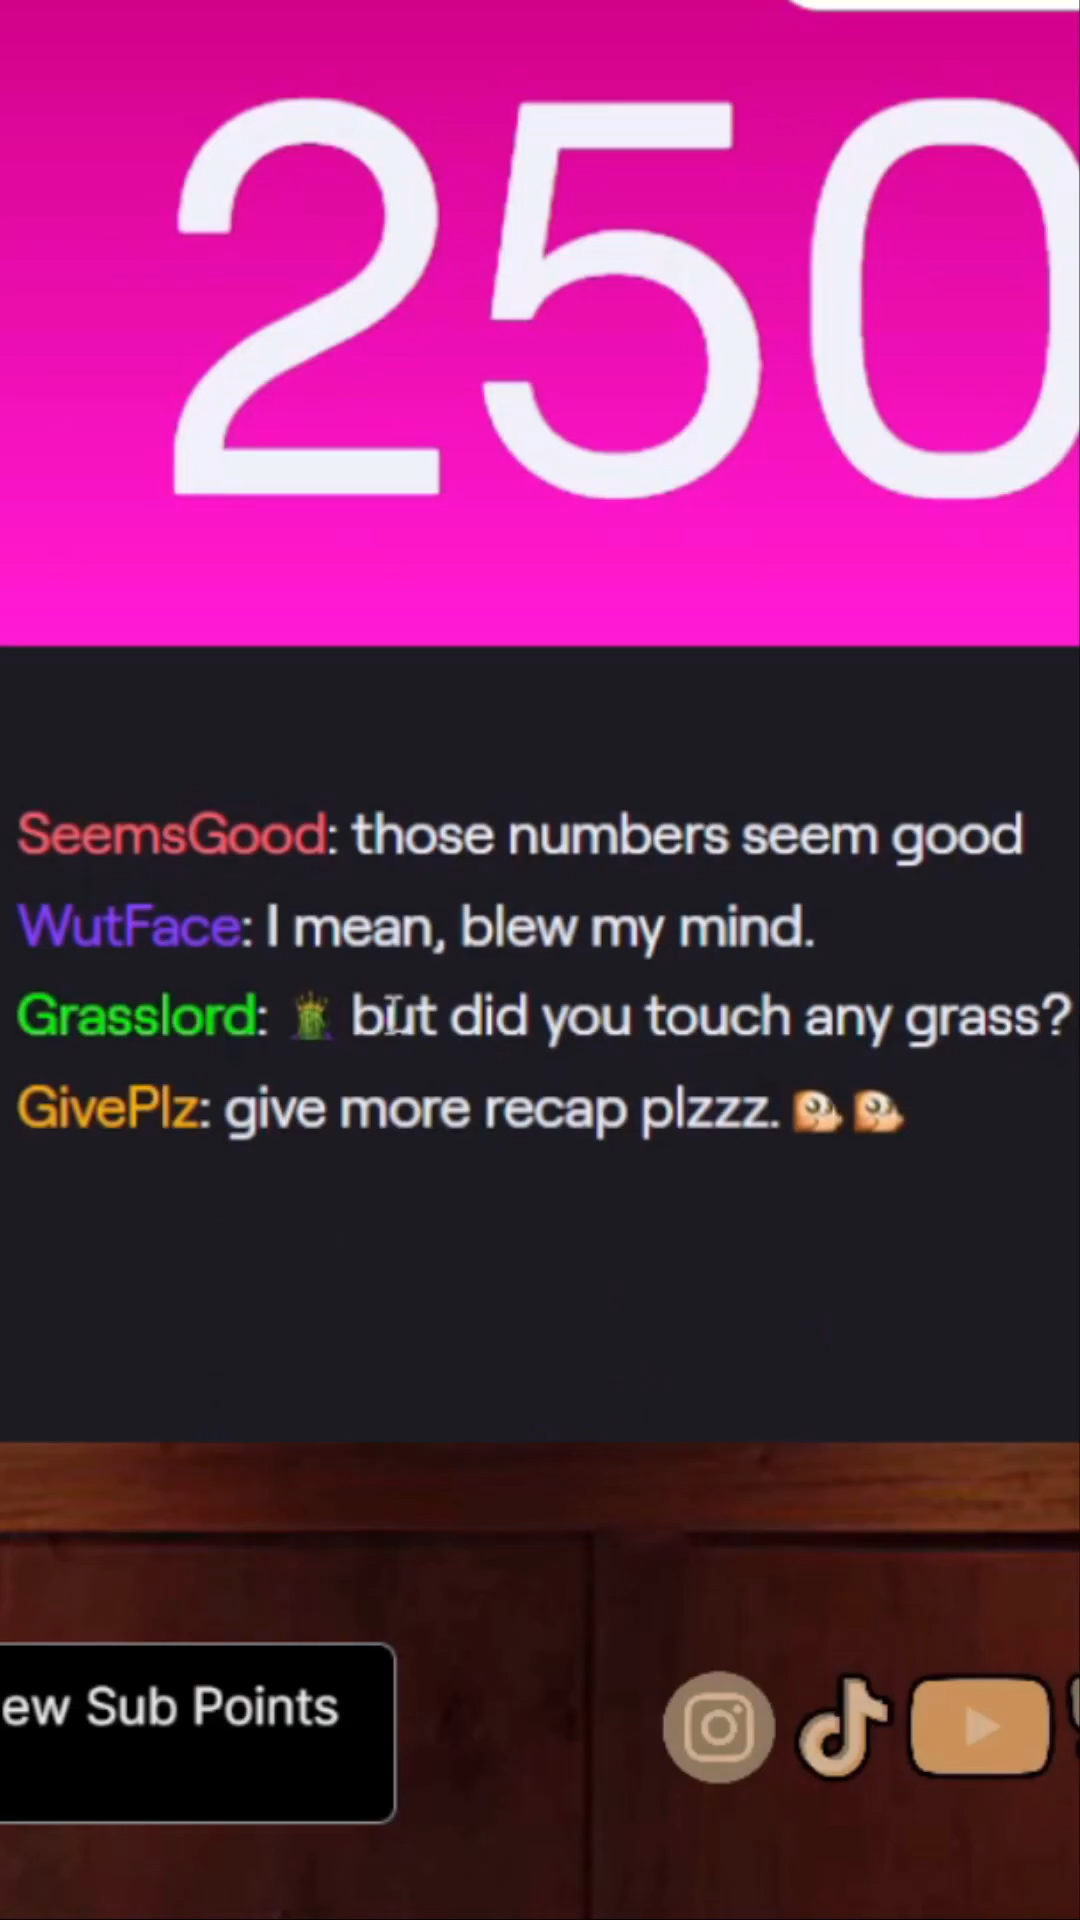 250
SeemsGood: those numbers seem good
WutFace: I mean, blew my mind.
Grasslord: but did you touch any grass?
GivePlz: give more recap plzzz.
ew Sub Points